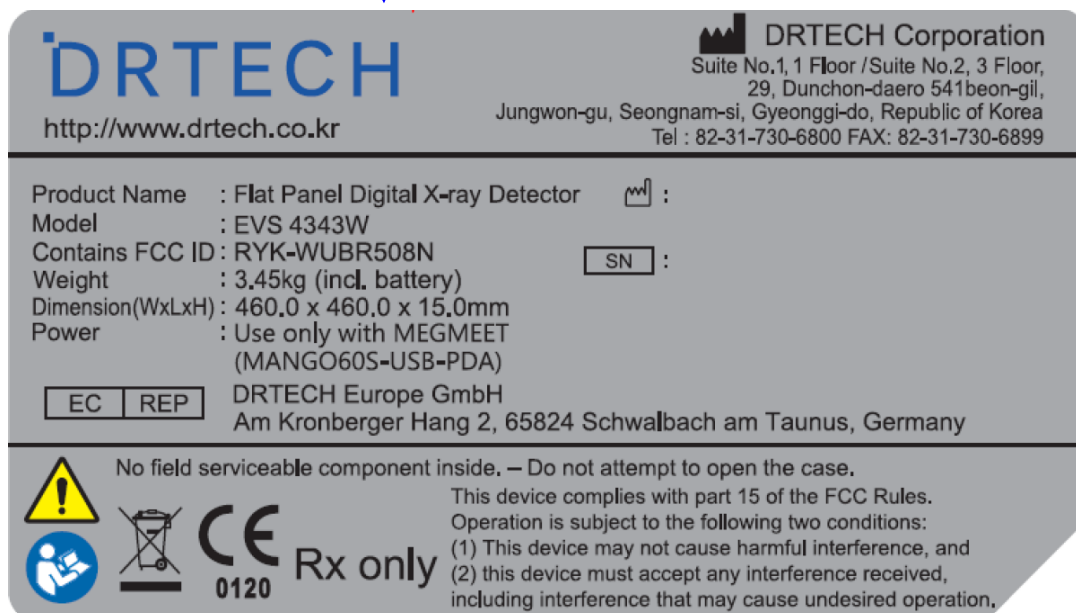 DRTECH
http://www.drtech.co.kr
DRTECH Corporation
Suite No.1, 1 Floor /Suite No.2, 3 Floor,
29, Dunchon-daero 541beon-gil,
Jungwon-gu, Seongnam-si, Gyeonggi-do, Republic of Korea
Tel : 82-31-730-6800 FAX: 82-31-730-6899
Product Name : Flat Panel Digital X-ray Detector
Model : EVS 4343W
Contains FCC ID : RYK-WUBR508N
Weight : 3.45kg (incl. battery)
Dimension(WxLxH) : 460.0 x 460.0 x 15.0mm
Power : Use only with MEGMEET
(MANGO60S-USB-PDA)
:
SN :
EC REP
DRTECH Europe GmbH
Am Kronberger Hang 2, 65824 Schwalbach am Taunus, Germany
No field serviceable component inside. – Do not attempt to open the case.
CE
0120
Rx only
This device complies with part 15 of the FCC Rules.
Operation is subject to the following two conditions:
(1) This device may not cause harmful interference, and
(2) this device must accept any interference received,
including interference that may cause undesired operation.